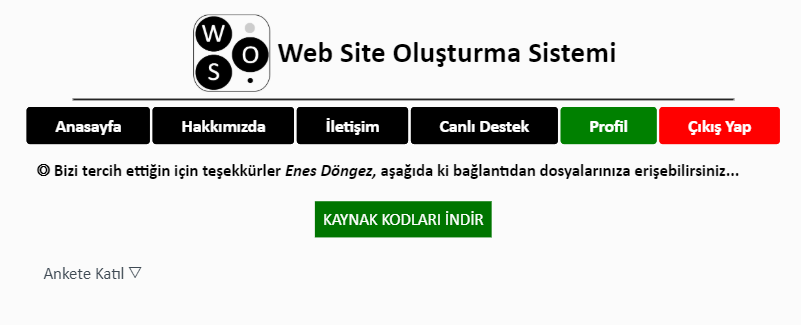 W
O
S
Web Site Oluşturma Sistemi
Anasayfa Hakkımızda İletişim Canlı Destek Profil Çıkış Yap
Bizi tercih ettiğin için teşekkürler Enes Döngez, aşağıda ki bağlantıdan dosyalarınıza erişebilirsiniz...
KAYNAK KODLARI İNDİR
Ankete Katıl ▽